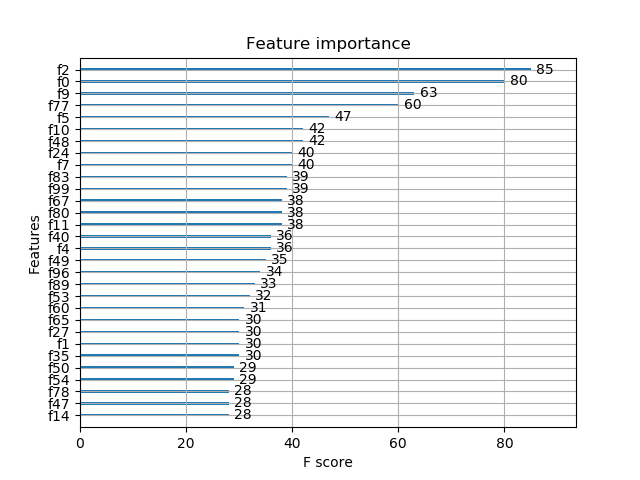 Feature importance
Features
f2 85
f0 80
f9 63
f77 60
f5 47
f10 42
f48 42
f24 40
f7 40
f83 39
f99 39
f67 38
f80 38
f11 38
f40 36
f4 36
f49 35
f96 34
f89 33
f53 32
f60 31
f65 30
f27 30
f1 30
f35 30
f50 29
f54 29
f78 28
f47 28
f14 28
0 20 40 60 80
F score